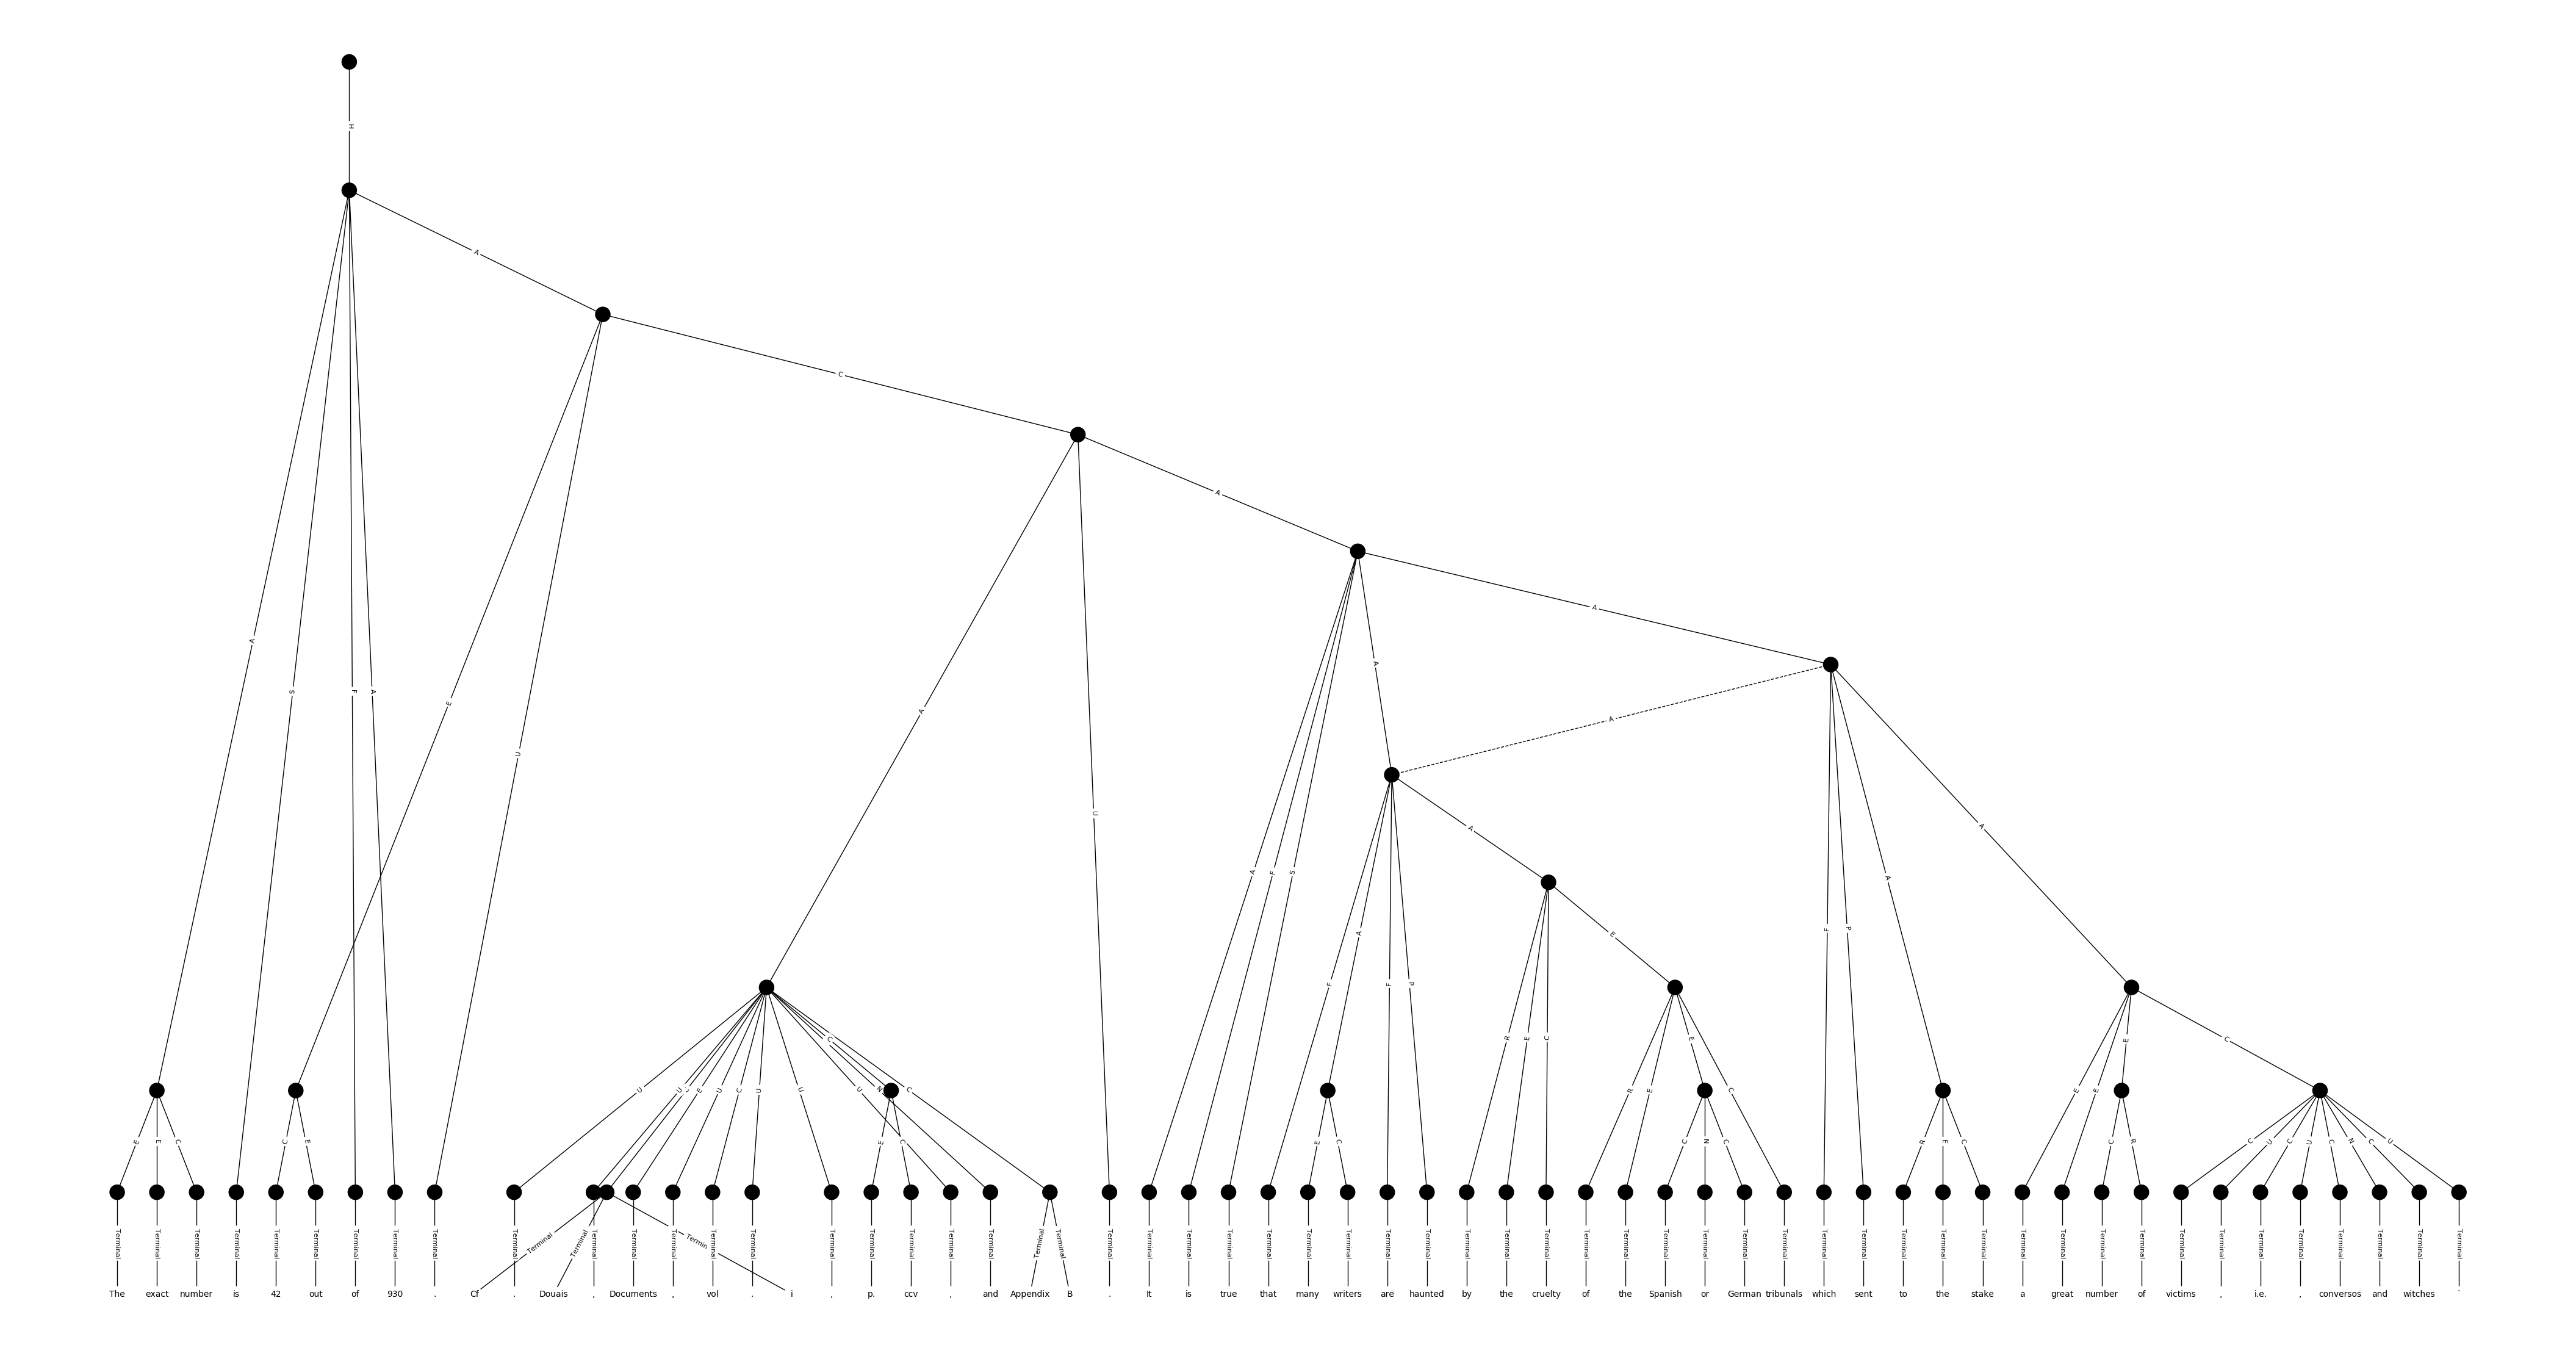 H
A
C
A
A
A
A
A
S
F
A
E
U
A
U
A
F
S
A
F
A
F
P
E
R
E
C
F
P
A
E
E
E
C
C
E
U
U
E
U
C
U
U
C
U
N
C
R
E
E
C
E
E
C
C
E
E
C
E
C
C
N
C
R
E
C
C
R
C
U
C
U
C
N
C
U
Terminal Terminal Terminal Terminal Terminal Terminal Terminal Terminal Terminal Terminal Terminal Terminal Terminal Terminal Terminal Terminal Terminal Termin Terminal Terminal Terminal Terminal Terminal Terminal Terminal Terminal Terminal Terminal Terminal Terminal Terminal Terminal Terminal Terminal Terminal Terminal Terminal Terminal Terminal Terminal Terminal Terminal Terminal Terminal Terminal Terminal Terminal Terminal Terminal Terminal Terminal Terminal Terminal Terminal Terminal Terminal Terminal Terminal Terminal Terminal
The exact number is 42 out of 930 . Cf . Douais , Documents , vol . i , p. ccv , and Appendix B . It is true that many writers are haunted by the cruelty of the Spanish or German tribunals which sent to the stake a great number of victims , i.e. , conversos and witches .